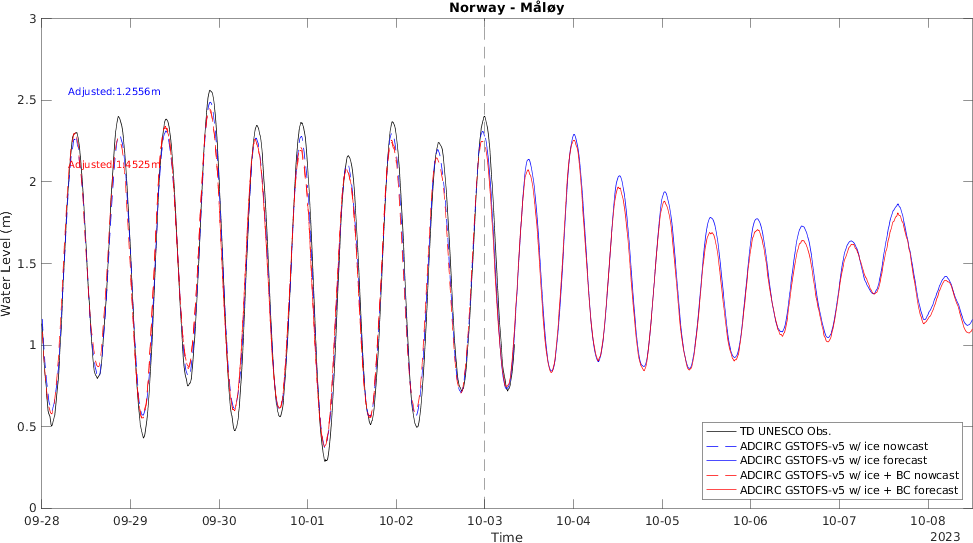 Norway - Måløy
3
2.5
2
1.5
1
0.5
0
Water Level (m)
Adjusted:1.2556m
Adjusted:1.4525m
TD UNESCO Obs.
ADCIRC GSTOFS-v5 w/ ice nowcast
ADCIRC GSTOFS-v5 w/ ice forecast
ADCIRC GSTOFS-v5 w/ ice + BC nowcast
ADCIRC GSTOFS-v5 w/ ice + BC forecast
09-28 09-29 09-30 10-01 10-02 10-03 10-04 10-05 10-06 10-07 10-08
Time
2023